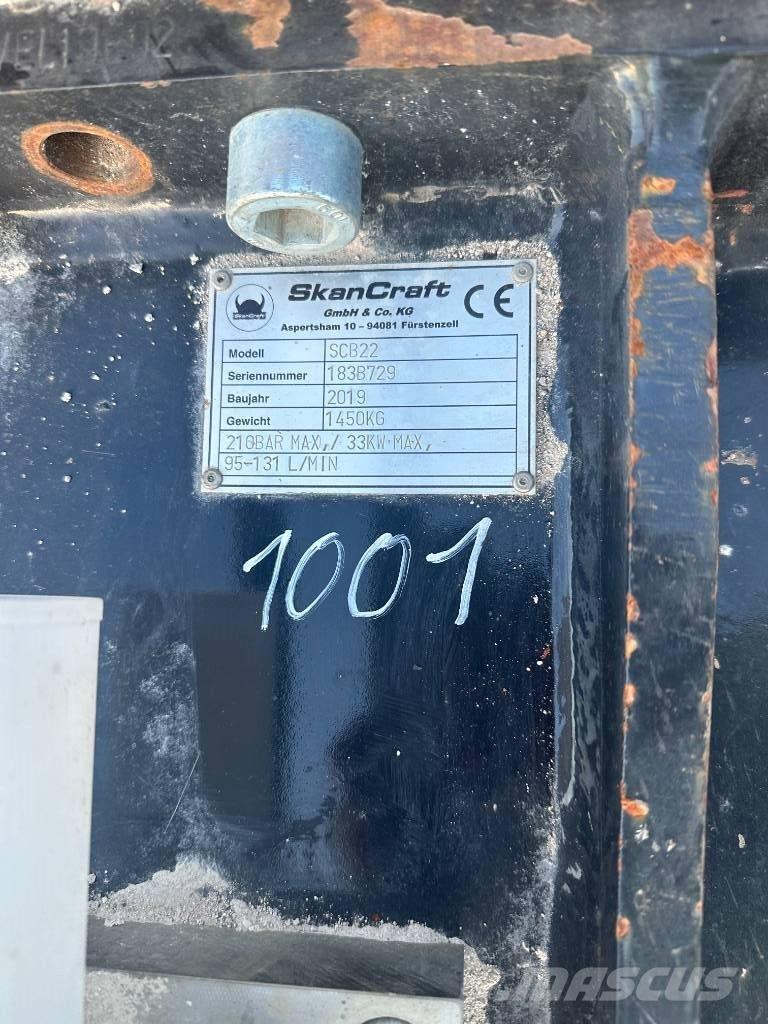 SkanCraft®
CE
GmbH & Co. KG
SkanCraft
Aspertsham 10 – 94081 Fürstenzell
Modell SCB22
Seriennummer 183B729
Baujahr 2019
Gewicht 1450KG
210BAR MAX,/ 33KW MAX,
95-131 L/MIN
1001
MASCUS